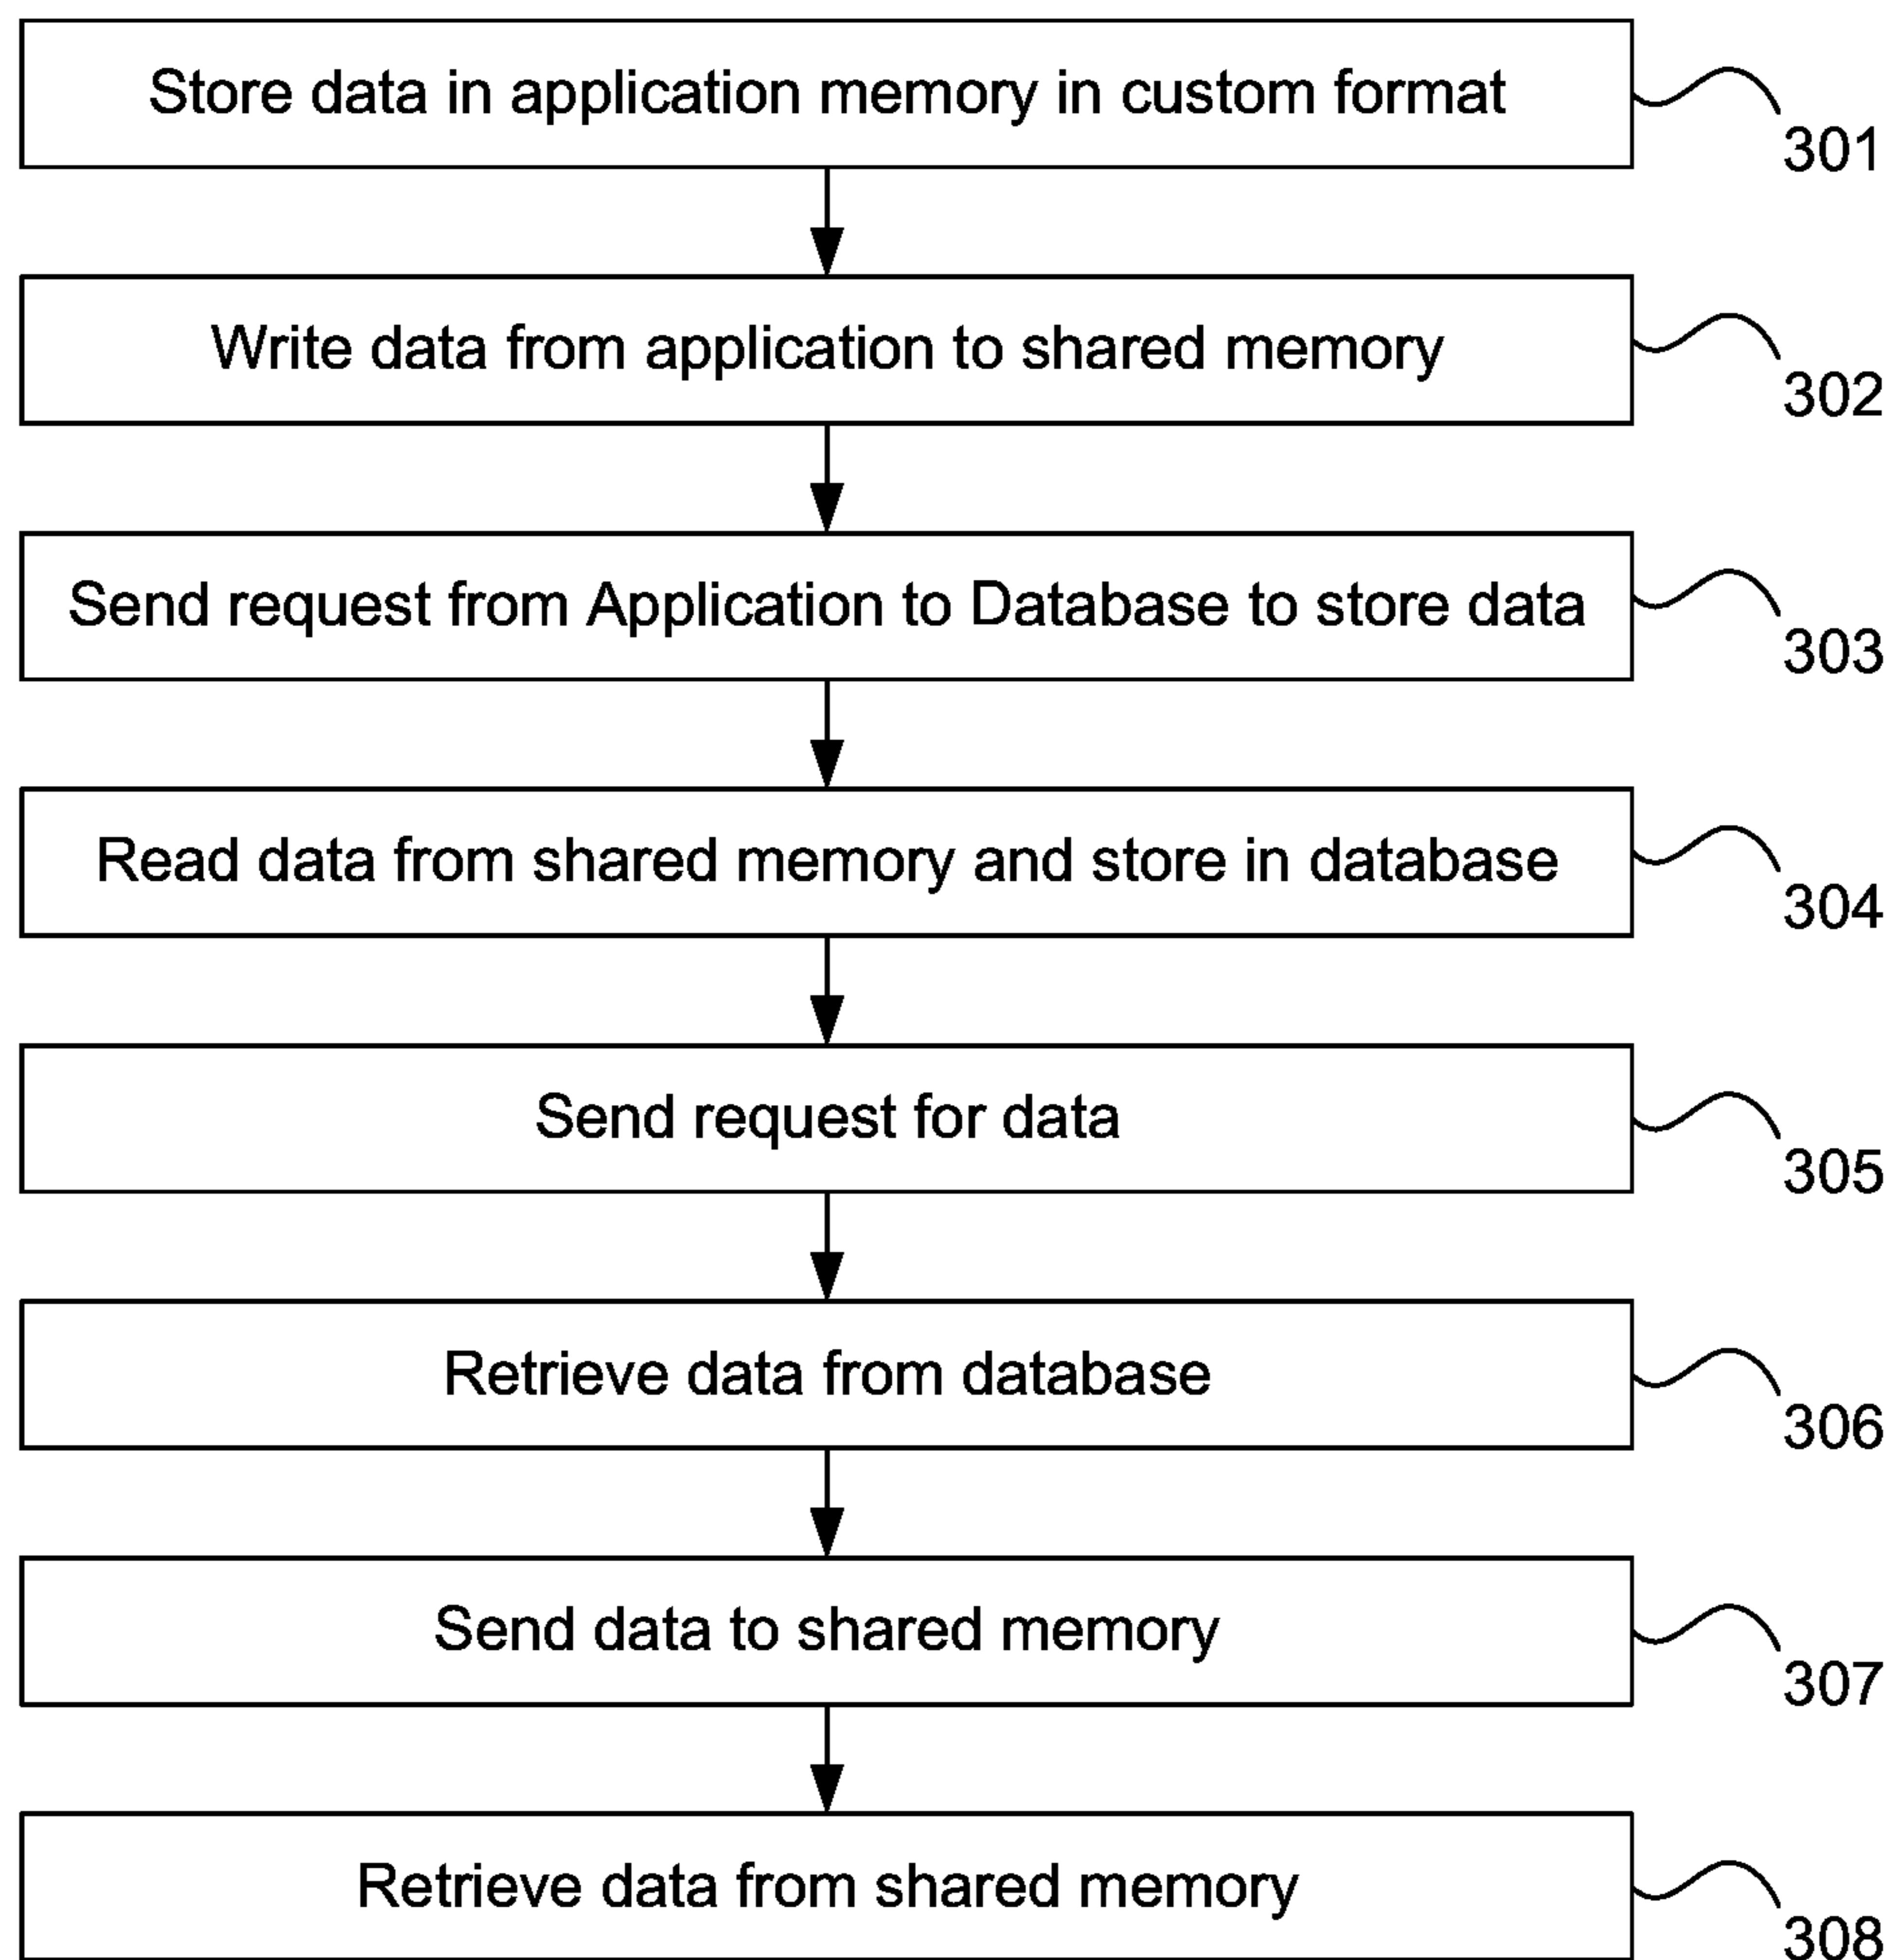 Store data in application memory in custom format
301
Write data from application to shared memory
302
Send request from Application to Database to store data
303
Read data from shared memory and store in database
304
Send request for data
305
Retrieve data from database
306
Send data to shared memory
307
Retrieve data from shared memory
308